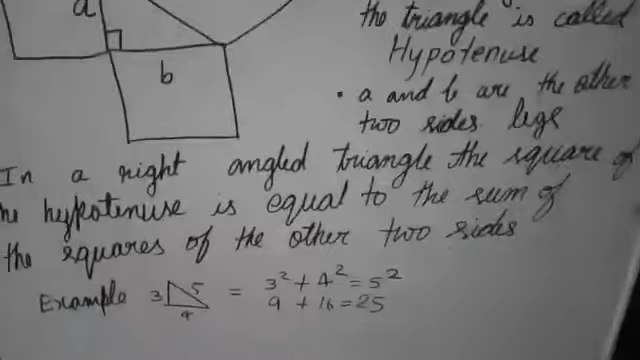 a
the triangle is called
Hypotenuse
b
• a and b are the other
two sides legs
In a right angled triangle the square of
he hypotenuse is equal to the sum of
the squares of the other two sides
Example 3 5 4 = 3² + 4² = 5²
9 + 16 = 25